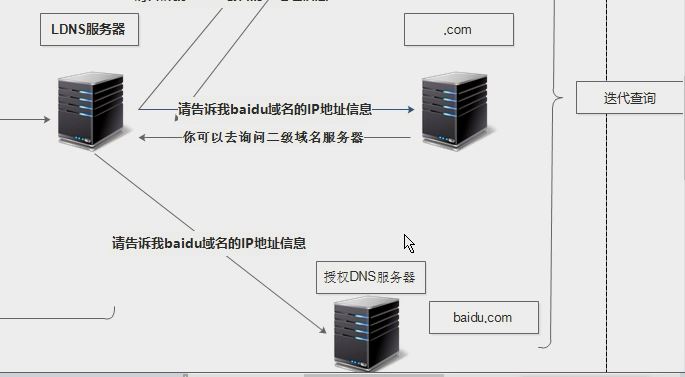 LDNS服务器
.com
请告诉我baidu域名的IP地址信息
迭代查询
你可以去询问二级域名服务器
请告诉我baidu域名的IP地址信息
授权DNS服务器
baidu.com